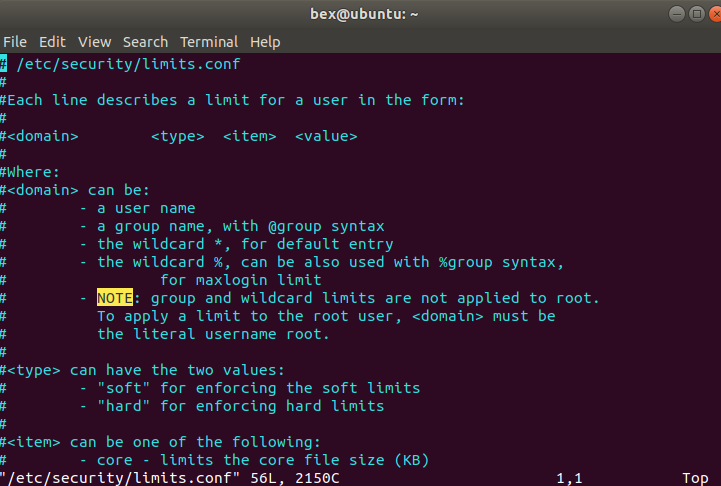 bex@ubuntu: ~
File Edit View Search Terminal Help
# /etc/security/limits.conf
#
#Each line describes a limit for a user in the form:
#
#<domain>        <type>  <item>  <value>
#
#Where:
#<domain> can be:
#        - a user name
#        - a group name, with @group syntax
#        - the wildcard *, for default entry
#        - the wildcard %, can be also used with %group syntax,
#                 for maxlogin limit
#        - NOTE: group and wildcard limits are not applied to root.
#          To apply a limit to the root user, <domain> must be
#          the literal username root.
#
#<type> can have the two values:
#        - "soft" for enforcing the soft limits
#        - "hard" for enforcing hard limits
#
#<item> can be one of the following:
#        - core - limits the core file size (KB)
"/etc/security/limits.conf" 56L, 2150C                        1,1           Top